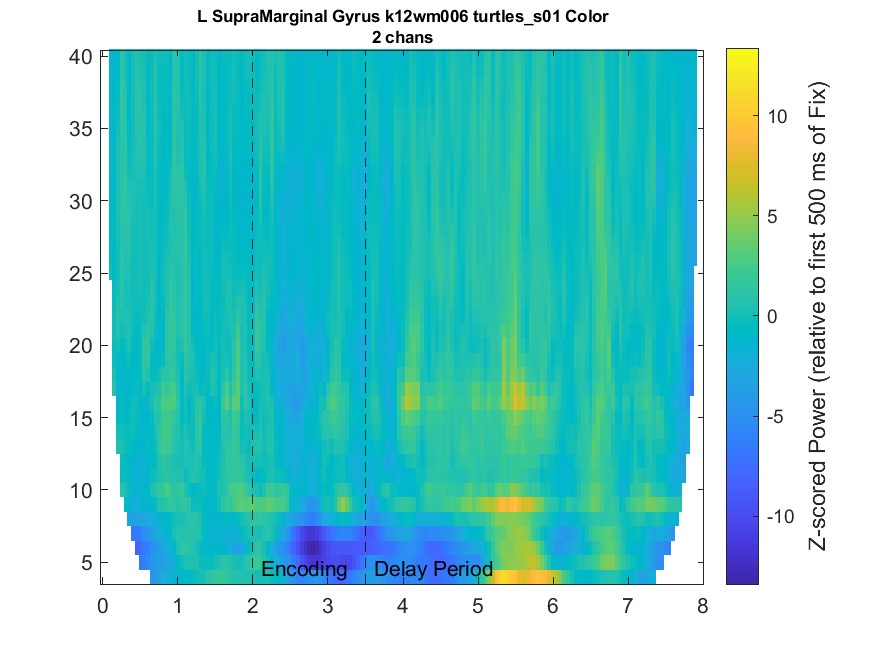 L SupraMarginal Gyrus k12wm006 turtles_s01 Color
2 chans
40
35
30
25
20
15
10
5
Encoding Delay Period
0 1 2 3 4 5 6 7 8
10
5
0
-5
-10
Z-scored Power (relative to first 500 ms of Fix)